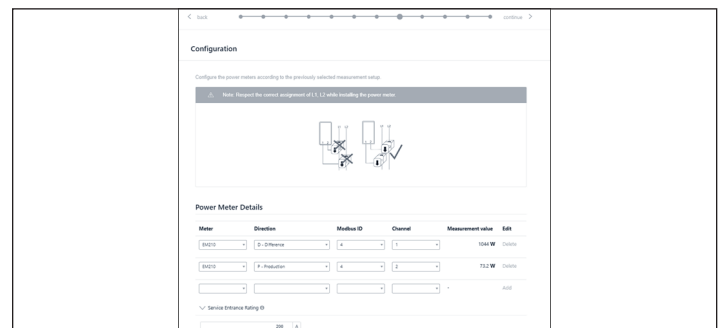 back
continue
Configuration
Configure the power meters according to the previously selected measurement setup.
Note: Respect the correct assignment of L1, L2 while installing the power meter
Power Meter Details
Meter Direction Modbus ID Channel Measurement value Edit
EM210 D - Difference 4 1 1044 W Delete
EM210 P - Production 4 2 73.2 W Delete
- Add
Service Entrance Rating
200 A